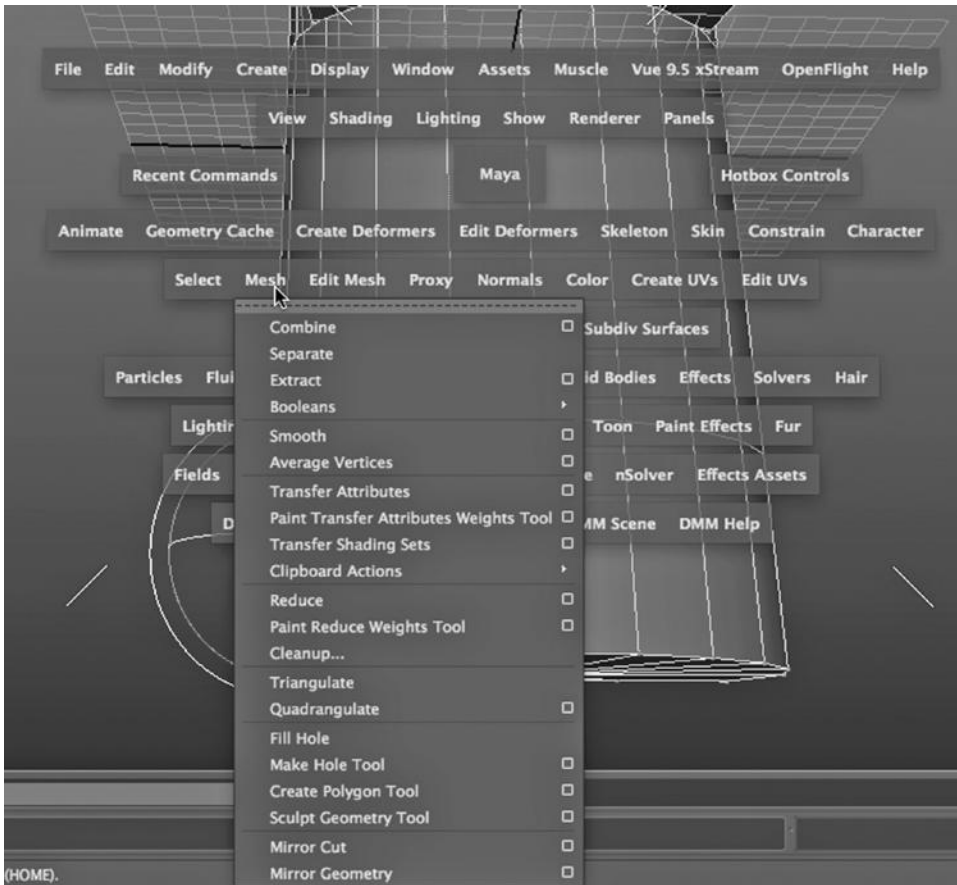 File Edit Modify Create Display Window Assets Muscle Vue 9.5 xStream OpenFlight Help
View Shading Lighting Show Renderer Panels
Recent Commands Maya Hotbox Controls
Animate Geometry Cache Create Deformers Edit Deformers Skeleton Skin Constrain Character
Select Mesh Edit Mesh Proxy Normals Color Create UVs Edit UVs
Combine
Subdiv Surfaces
Separate
Particles Flui
Extract
id Bodies Effects Solvers Hair
Booleans
Lightin
Smooth
Toon Paint Effects Fur
Average Vertices
Fields
e nSolver Effects Assets
Transfer Attributes
Paint Transfer Attributes Weights Tool
D
MM Scene DMM Help
Transfer Shading Sets
Clipboard Actions
Reduce
Paint Reduce Weights Tool
Cleanup...
Triangulate
Quadrangulate
Fill Hole
Make Hole Tool
Create Polygon Tool
Sculpt Geometry Tool
Mirror Cut
Mirror Geometry
(HOME).